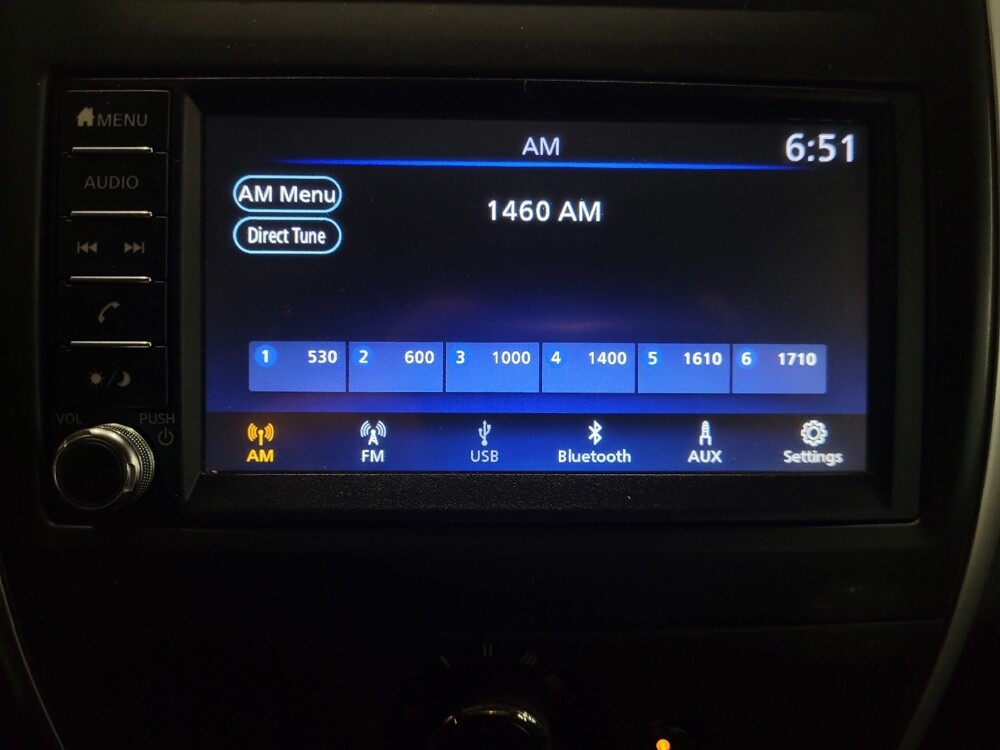 MENU
AUDIO
VOL
PUSH
AM
6:51
AM Menu
1460 AM
Direct Tune
1 530
2 600
3 1000
4 1400
5 1610
6 1710
AM
FM
USB
Bluetooth
AUX
Settings